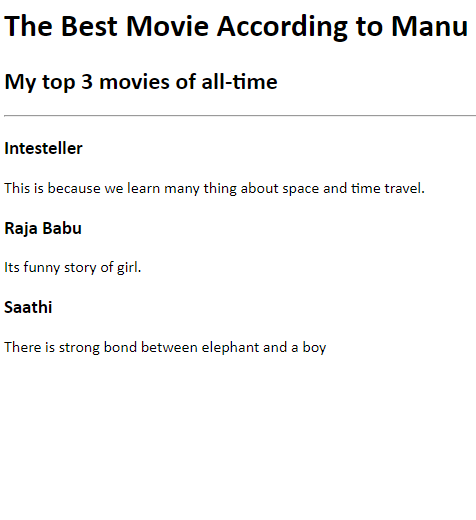 The Best Movie According to Manu
My top 3 movies of all-time
Intesteller
This is because we learn many thing about space and time travel.
Raja Babu
Its funny story of girl.
Saathi
There is strong bond between elephant and a boy